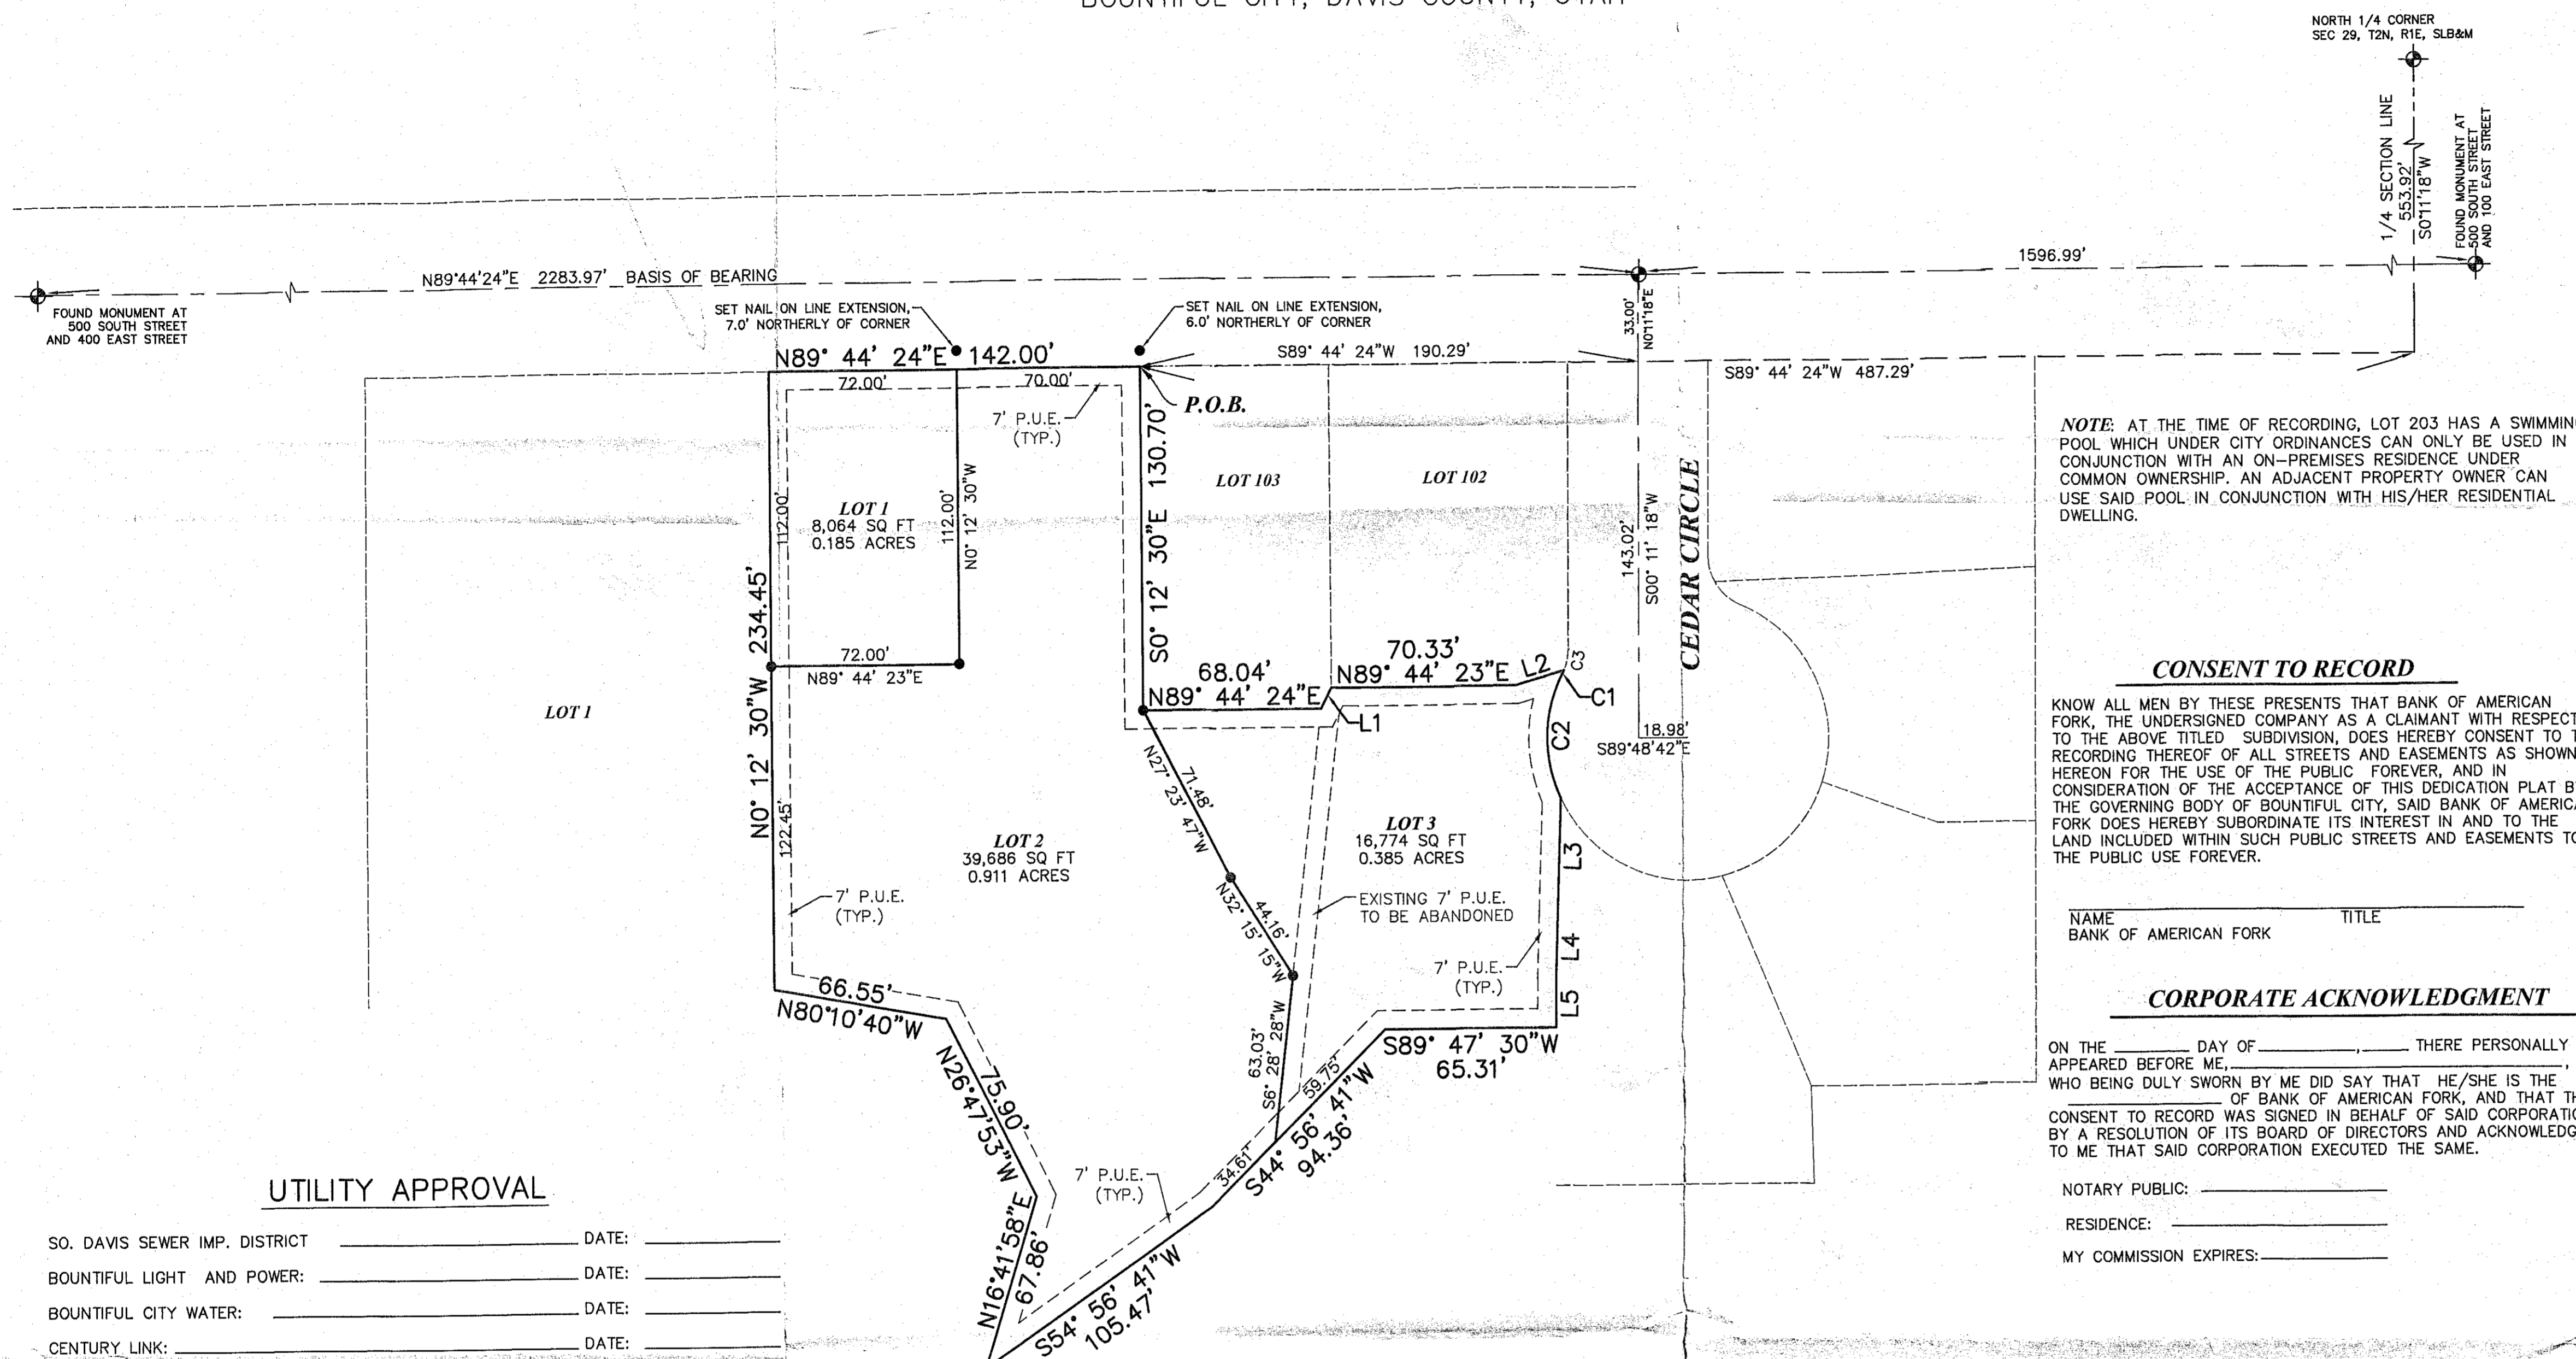 BOUNTIFUL CITY, DAVIS COUNTY, UTAH
NORTH 1/4 CORNER
SEC 29, T2N, R1E, SLB&M
1/4 SECTION LINE
553.92'
S0°11'18"W
FOUND MONUMENT AT
500 SOUTH STREET
AND 100 EAST STREET
1596.99'
N89°44'24"E 2283.97' BASIS OF BEARING
FOUND MONUMENT AT
500 SOUTH STREET
AND 400 EAST STREET
SET NAIL ON LINE EXTENSION,
7.0' NORTHERLY OF CORNER
SET NAIL ON LINE EXTENSION,
6.0' NORTHERLY OF CORNER
33.00'
N0°11'18"E
N89° 44' 24"E 142.00'
S89° 44' 24"W 190.29'
S89° 44' 24"W 487.29'
72.00'
70.00'
7' P.U.E.
(TYP.)
P.O.B.
S0° 12' 30"E 130.70'
LOT 1
8,064 SQ FT
0.185 ACRES
112.00'
112.00'
N0° 12' 30"W
LOT 103
LOT 102
143.02'
S00° 11' 18"W
CEDAR CIRCLE
NOTE: AT THE TIME OF RECORDING, LOT 203 HAS A SWIMMIN
POOL WHICH UNDER CITY ORDINANCES CAN ONLY BE USED IN
CONJUNCTION WITH AN ON-PREMISES RESIDENCE UNDER
COMMON OWNERSHIP. AN ADJACENT PROPERTY OWNER CAN
USE SAID POOL IN CONJUNCTION WITH HIS/HER RESIDENTIAL
DWELLING.
N0° 12' 30"W 234.45'
72.00'
N89° 44' 23"E
68.04'
N89° 44' 24"E
L1
70.33'
N89° 44' 23"E
L2
C3
C1
C2
18.98'
S89°48'42"E
LOT 1
122.45'
LOT 2
39,686 SQ FT
0.911 ACRES
71.48'
N27° 23' 47"W
44.16'
N32° 15' 15"W
LOT 3
16,774 SQ FT
0.385 ACRES
L3
L4
L5
7' P.U.E.
(TYP.)
EXISTING 7' P.U.E.
TO BE ABANDONED
7' P.U.E.
(TYP.)
66.55'
N80°10'40"W
63.03'
S6° 28' 28"W
S89° 47' 30"W
65.31'
75.90'
N26°47'53"W
59.75'
S44° 56' 41"W
94.36'
34.61'
7' P.U.E.
(TYP.)
N16°41'58"E
67.86'
S54° 56' 41"W
105.47'
CONSENT TO RECORD
KNOW ALL MEN BY THESE PRESENTS THAT BANK OF AMERICAN
FORK, THE UNDERSIGNED COMPANY AS A CLAIMANT WITH RESPECT
TO THE ABOVE TITLED SUBDIVISION, DOES HEREBY CONSENT TO T
RECORDING THEREOF OF ALL STREETS AND EASEMENTS AS SHOWN
HEREON FOR THE USE OF THE PUBLIC FOREVER, AND IN
CONSIDERATION OF THE ACCEPTANCE OF THIS DEDICATION PLAT B
THE GOVERNING BODY OF BOUNTIFUL CITY, SAID BANK OF AMERICA
FORK DOES HEREBY SUBORDINATE ITS INTEREST IN AND TO THE
LAND INCLUDED WITHIN SUCH PUBLIC STREETS AND EASEMENTS TO
THE PUBLIC USE FOREVER.
NAME TITLE
BANK OF AMERICAN FORK
CORPORATE ACKNOWLEDGMENT
ON THE ______ DAY OF ________, ____ THERE PERSONALLY
APPEARED BEFORE ME, ________________,
WHO BEING DULY SWORN BY ME DID SAY THAT HE/SHE IS THE
____________ OF BANK OF AMERICAN FORK, AND THAT TH
CONSENT TO RECORD WAS SIGNED IN BEHALF OF SAID CORPORATIO
BY A RESOLUTION OF ITS BOARD OF DIRECTORS AND ACKNOWLEDG
TO ME THAT SAID CORPORATION EXECUTED THE SAME.
NOTARY PUBLIC:
RESIDENCE:
MY COMMISSION EXPIRES:
UTILITY APPROVAL
SO. DAVIS SEWER IMP. DISTRICT DATE:
BOUNTIFUL LIGHT AND POWER: DATE:
BOUNTIFUL CITY WATER: DATE:
CENTURY LINK: DATE: